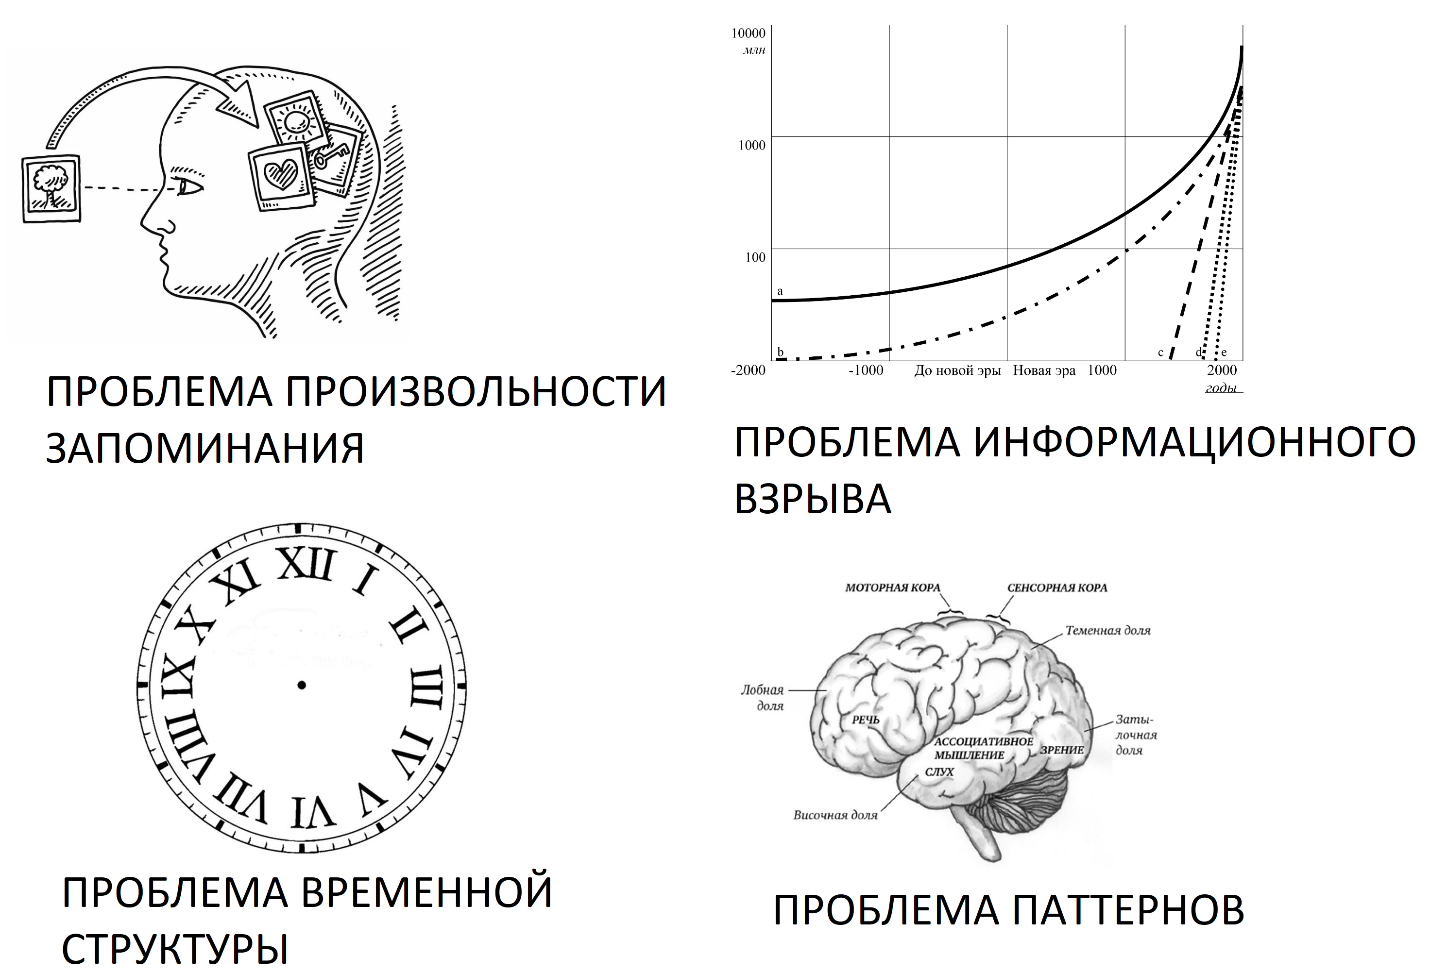 ПРОБЛЕМА ПРОИЗВОЛЬНОСТИ
ЗАПОМИНАНИЯ
10000
млн
1000
100
a
b
c
d
e
-2000
-1000
До новой эры
Новая эра
1000
2000
годы
ПРОБЛЕМА ИНФОРМАЦИОННОГО
ВЗРЫВА
XII
I
II
III
IV
V
VI
VII
VIII
IX
X
XI
ПРОБЛЕМА ВРЕМЕННОЙ
СТРУКТУРЫ
МОТОРНАЯ КОРА
СЕНСОРНАЯ КОРА
Теменная доля
Лобная
доля
РЕЧЬ
АССОЦИАТИВНОЕ
МЫШЛЕНИЕ
ЗРЕНИЕ
СЛУХ
Заты-
лочная
доля
Височная доля
ПРОБЛЕМА ПАТТЕРНОВ